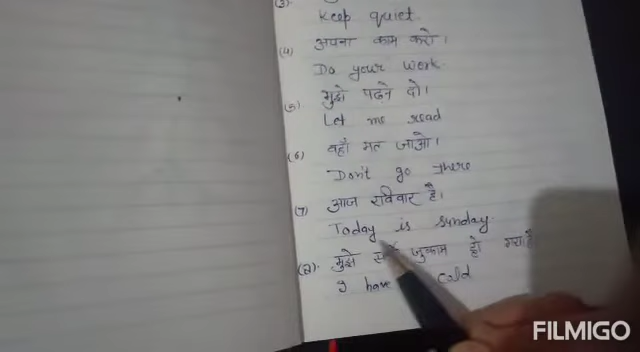 (3)
Keep quiet.
(4) अपना काम करो।
Do your work.
(5) मुझे पढ़ने दो।
Let me read
(6) वहाँ मत जाओ।
Don't go There
(7) आज रविवार है।
Today is sunday.
(8). मुझे जुकाम हो गया है
I have cold
FILMIGO